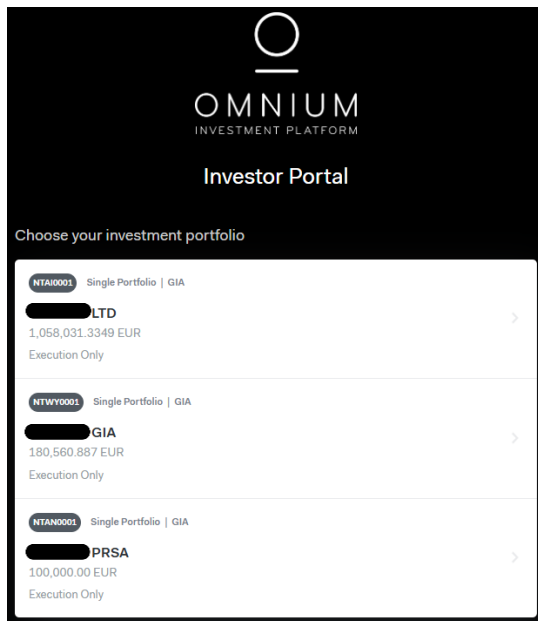 OMNIUM
INVESTMENT PLATFORM
Investor Portal
Choose your investment portfolio
NTAI0001 Single Portfolio | GIA
LTD
1,058,031.3349 EUR
Execution Only
NTWY0001 Single Portfolio | GIA
GIA
180,560.887 EUR
Execution Only
NTAN0001 Single Portfolio | GIA
PRSA
100,000.00 EUR
Execution Only